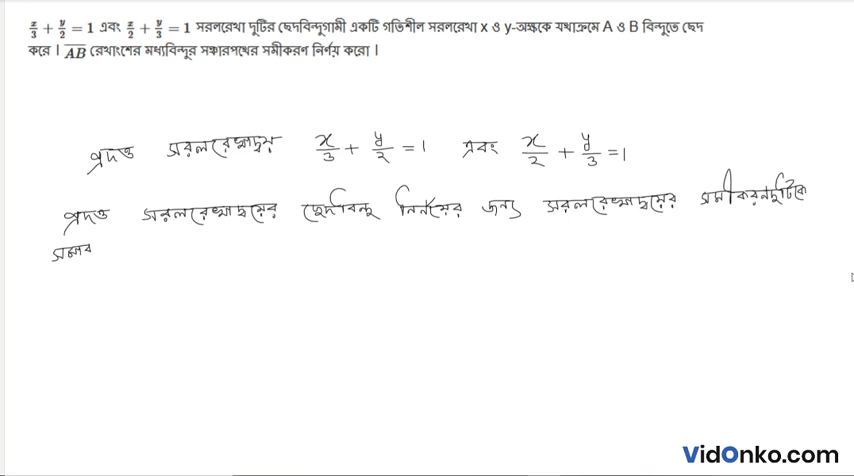 x/3 + y/2 = 1 এবং x/2 + y/3 = 1 সরলরেখা দুটির ছেদবিন্দুগামী একটি গতিশীল সরলরেখা x ও y-অক্ষকে যথাক্রমে A ও B বিন্দুতে ছেদ
করে । AB রেখাংশের মধ্যবিন্দুর সঞ্চারপথের সমীকরণ নির্ণয় করো ।
প্রদত্ত সরলরেখাদ্বয় x/3 + y/2 = 1 এবং x/2 + y/3 = 1
প্রদত্ত সরলরেখাদ্বয়ের ছেদবিন্দু নির্ণয়ের জন্য সরলরেখাদ্বয়ের সমীকরনদুটিকে
সমাধ
VidOnko.com